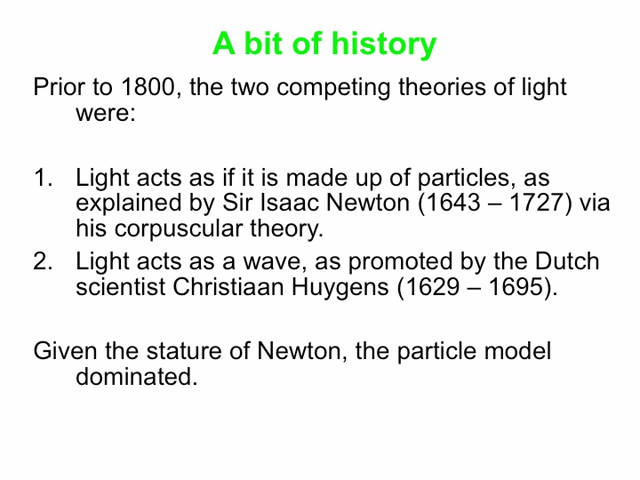 A bit of history
Prior to 1800, the two competing theories of light
were:
1. Light acts as if it is made up of particles, as
explained by Sir Isaac Newton (1643 – 1727) via
his corpuscular theory.
2. Light acts as a wave, as promoted by the Dutch
scientist Christiaan Huygens (1629 – 1695).
Given the stature of Newton, the particle model
dominated.